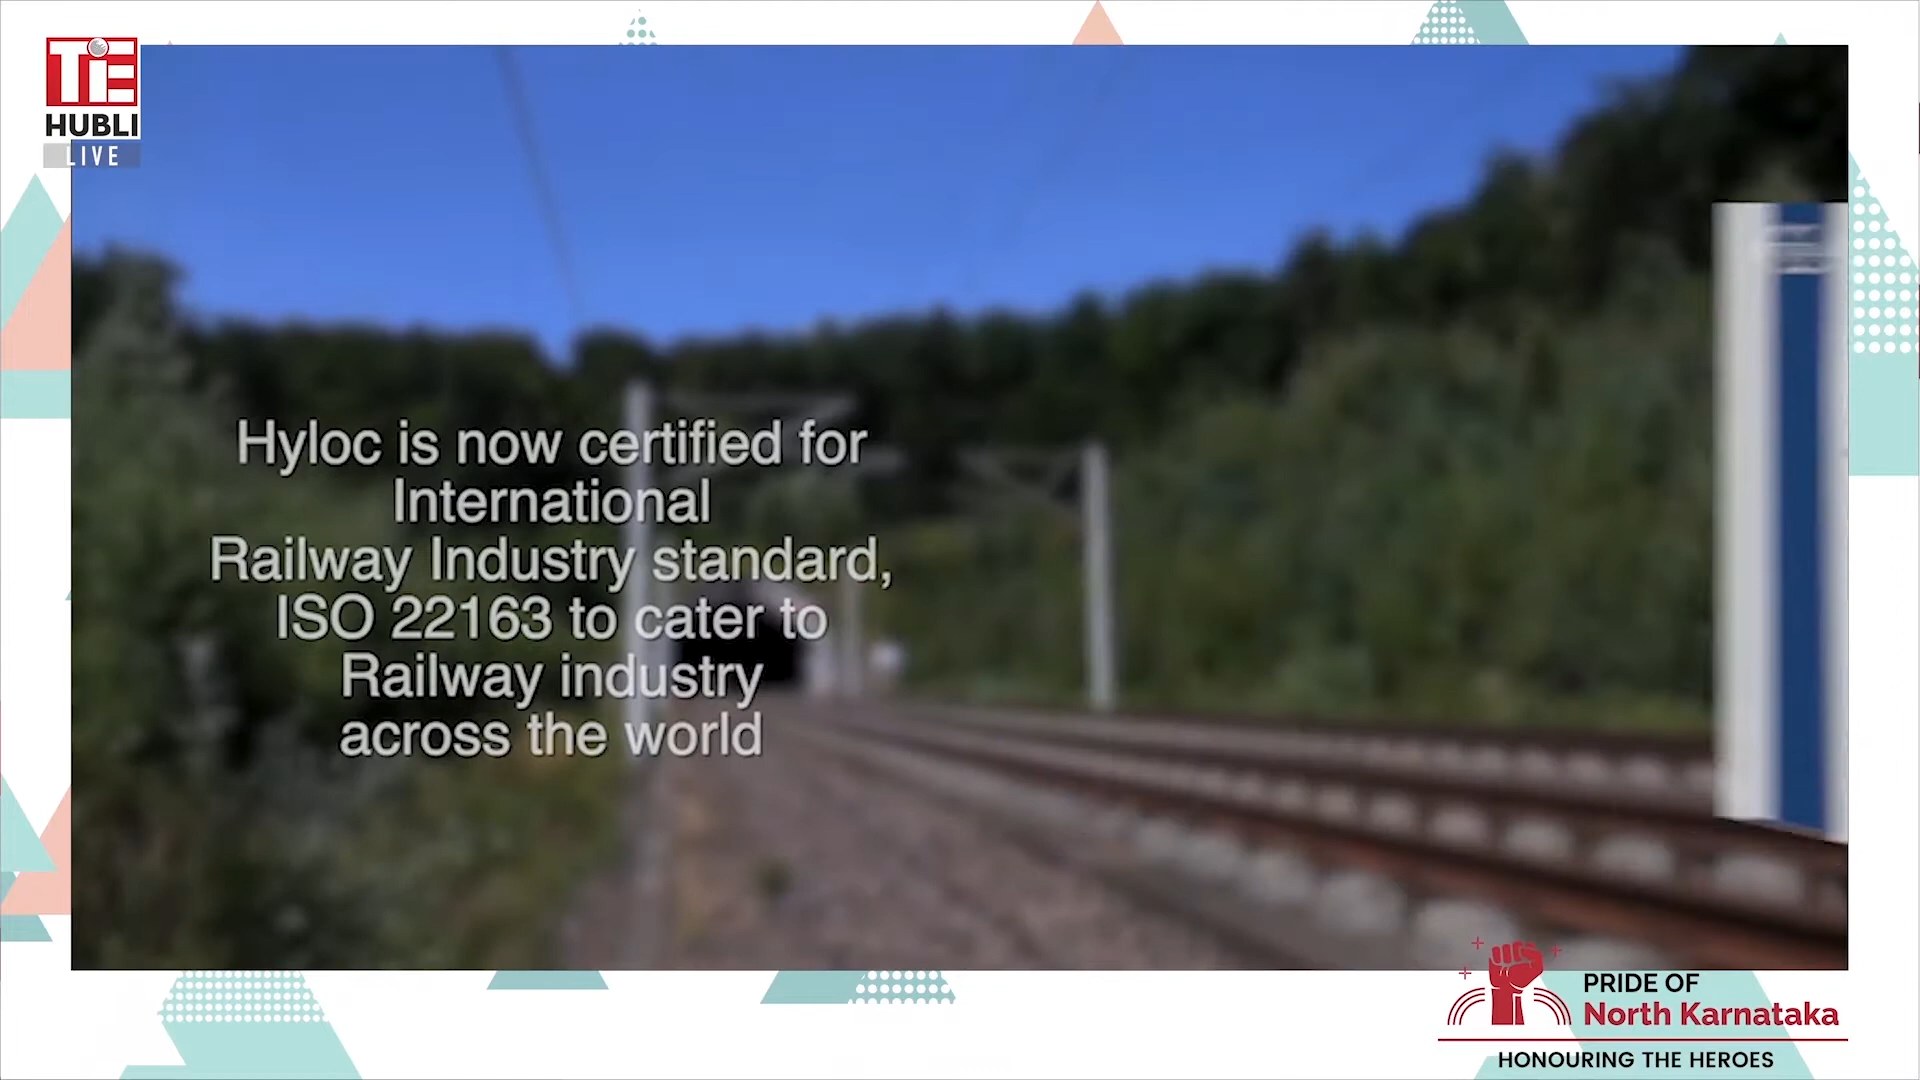 TiE
HUBLI
LIVE
Hyloc is now certified for
International
Railway Industry standard,
ISO 22163 to cater to
Railway industry
across the world
PRIDE OF
North Karnataka
HONOURING THE HEROES